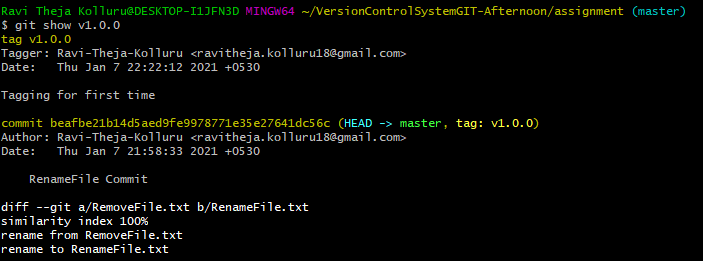 Ravi Theja Kolluru@DESKTOP-I1JFN3D MINGW64 ~/VersionControlSystemGIT-Afternoon/assignment (master)
$ git show v1.0.0
tag v1.0.0
Tagger: Ravi-Theja-Kolluru <ravitheja.kolluru18@gmail.com>
Date:   Thu Jan 7 22:22:12 2021 +0530

Tagging for first time

commit beafbe21b14d5aed9fe9978771e35e27641dc56c (HEAD -> master, tag: v1.0.0)
Author: Ravi-Theja-Kolluru <ravitheja.kolluru18@gmail.com>
Date:   Thu Jan 7 21:58:33 2021 +0530

    RenameFile Commit

diff --git a/RemoveFile.txt b/RenameFile.txt
similarity index 100%
rename from RemoveFile.txt
rename to RenameFile.txt